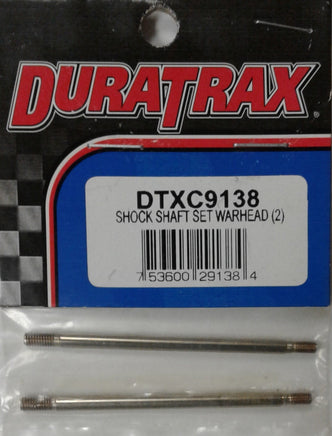 DURATRAX®
DTXC9138
SHOCK SHAFT SET WARHEAD (2)
7 53600 29138 4